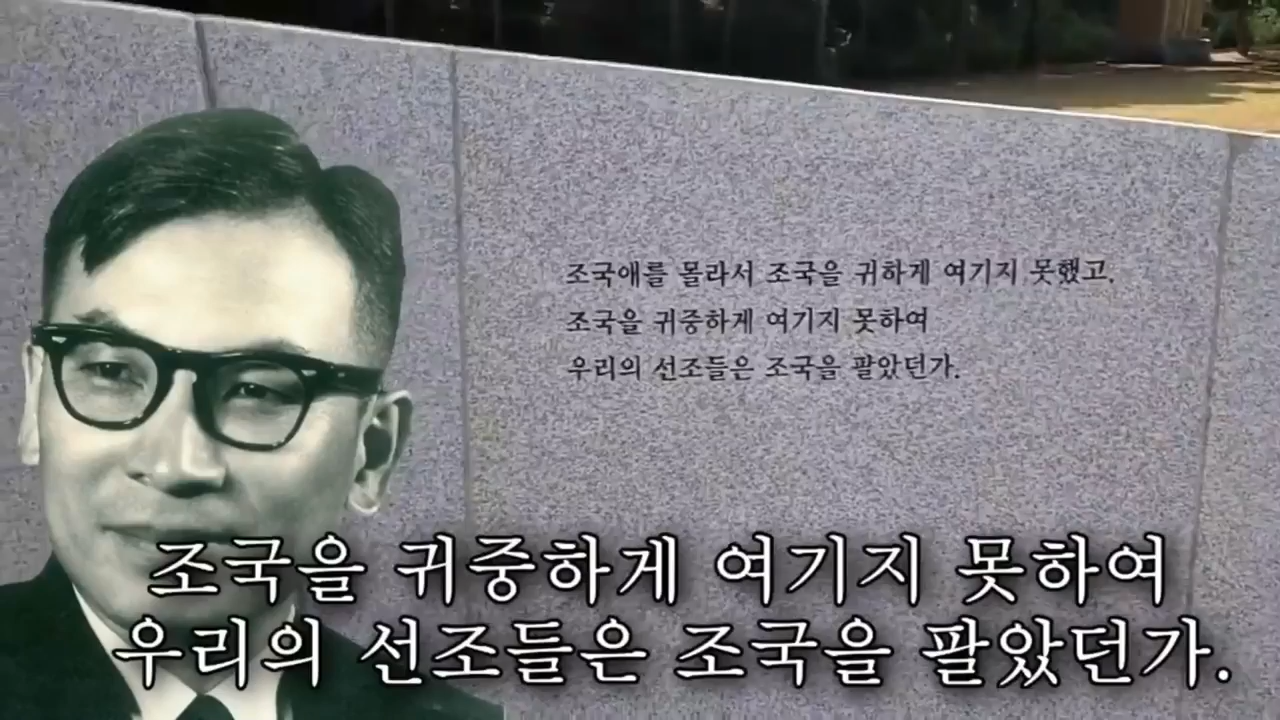 조국애를 몰라서 조국을 귀하게 여기지 못했고,
조국을 귀중하게 여기지 못하여
우리의 선조들은 조국을 팔았던가.
조국을 귀중하게 여기지 못하여
우리의 선조들은 조국을 팔았던가.